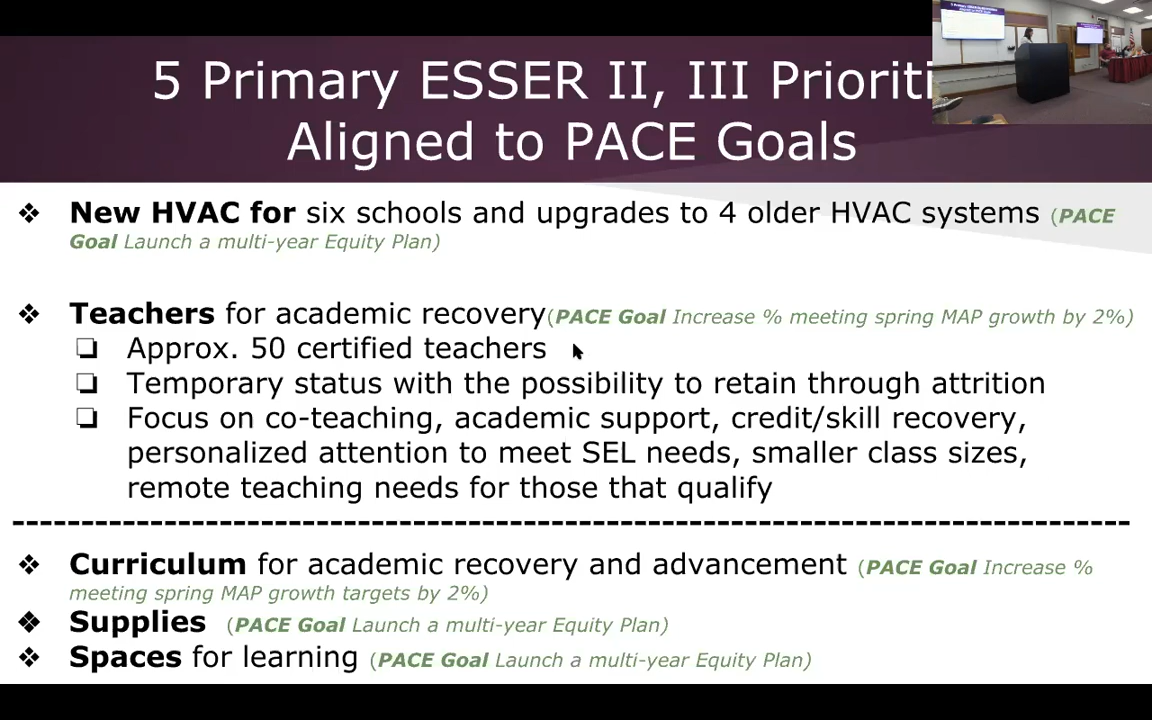 5 Primary ESSER II, III Prioriti
Aligned to PACE Goals
❖ New HVAC for six schools and upgrades to 4 older HVAC systems (PACE
Goal Launch a multi-year Equity Plan)
❖ Teachers for academic recovery(PACE Goal Increase % meeting spring MAP growth by 2%)
❏ Approx. 50 certified teachers
❏ Temporary status with the possibility to retain through attrition
❏ Focus on co-teaching, academic support, credit/skill recovery,
personalized attention to meet SEL needs, smaller class sizes,
remote teaching needs for those that qualify
❖ Curriculum for academic recovery and advancement (PACE Goal Increase %
meeting spring MAP growth targets by 2%)
❖ Supplies (PACE Goal Launch a multi-year Equity Plan)
❖ Spaces for learning (PACE Goal Launch a multi-year Equity Plan)